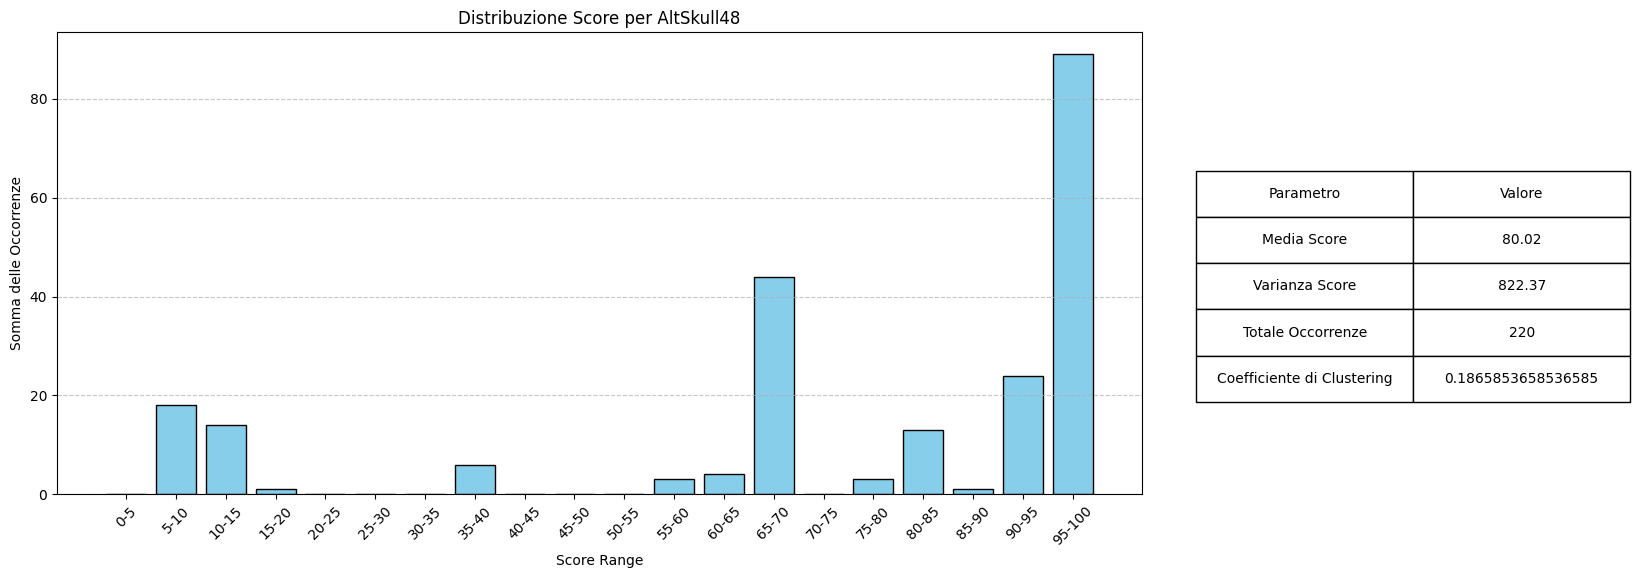 Distribuzione Score per AltSkull48
Somma delle Occorrenze
80
60
40
20
0
0-5 5-10 10-15 15-20 20-25 25-30 30-35 35-40 40-45 45-50 50-55 55-60 60-65 65-70 70-75 75-80 80-85 85-90 90-95 95-100
Score Range
Parametro Valore
Media Score 80.02
Varianza Score 822.37
Totale Occorrenze 220
Coefficiente di Clustering 0.1865853658536585